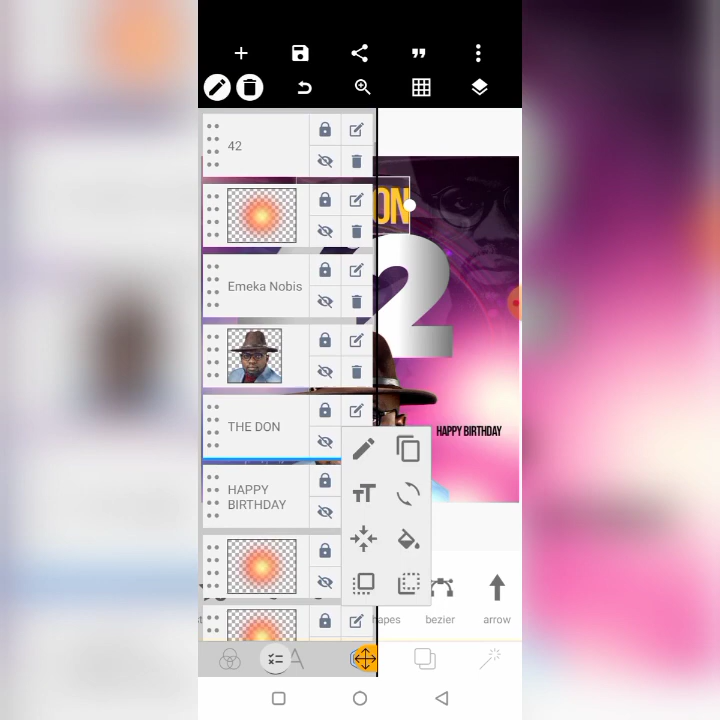 42
ON
Emeka Nobis
2
THE DON
HAPPY BIRTHDAY
HAPPY
BIRTHDAY
hapes
bezier
arrow